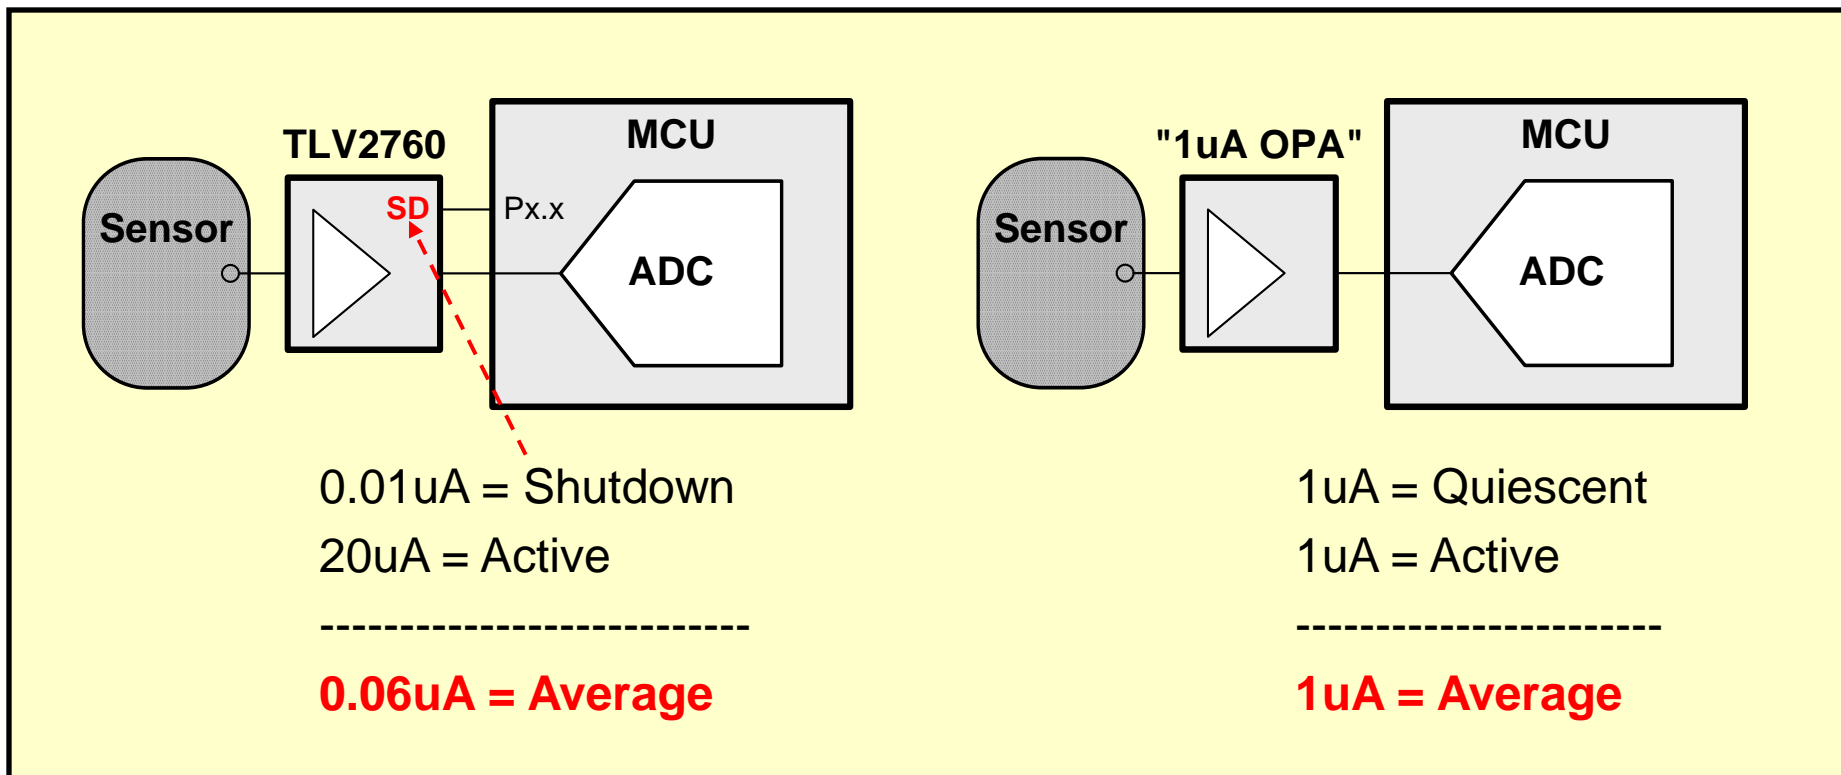 TLV2760
MCU
Sensor
SD
Px.x
ADC
0.01uA = Shutdown
20uA = Active
---------------------------
0.06uA = Average
"1uA OPA"
MCU
Sensor
ADC
1uA = Quiescent
1uA = Active
-----------------------
1uA = Average